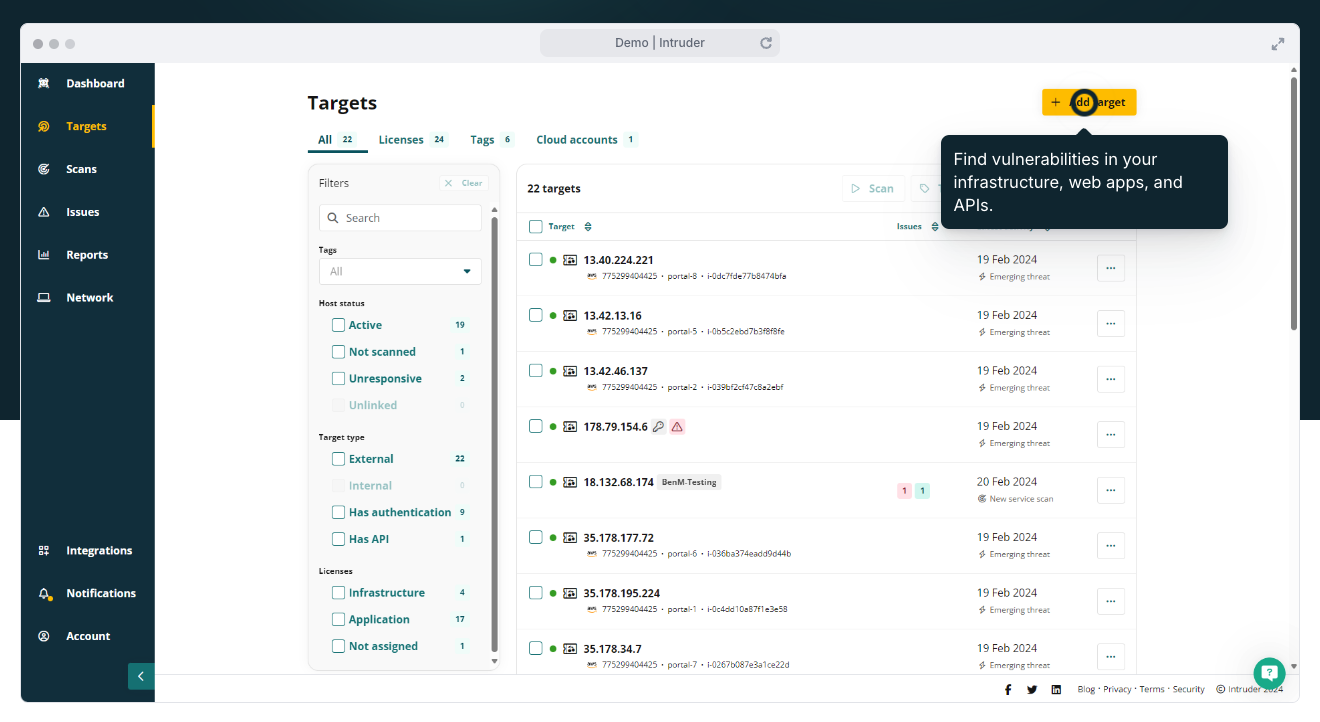 Demo | Intruder
Dashboard
Targets
Scans
Issues
Reports
Network
Integrations
Notifications
Account
Targets
+ Add Target
Find vulnerabilities in your
infrastructure, web apps, and
APIs.
All 22 Licenses 24 Tags 6 Cloud accounts 1
Filters
Clear
Search
Tags
All
Host status
Active 19
Not scanned 1
Unresponsive 2
Unlinked 0
Target type
External 22
Internal 0
Has authentication 9
Has API 1
Licenses
Infrastructure 4
Application 17
Not assigned 1
22 targets
Scan
Target Issues
13.40.224.221 19 Feb 2024
aws 775299404425 • portal-8 • i-0dc7fde77b8474bfa Emerging threat
13.42.13.16 19 Feb 2024
aws 775299404425 • portal-5 • i-0b5c2ebd7b3f8f8fe Emerging threat
13.42.46.137 19 Feb 2024
aws 775299404425 • portal-2 • i-039bf2cf47c8a2ebf Emerging threat
178.79.154.6 19 Feb 2024
Emerging threat
18.132.68.174 BenM-Testing 1 1 20 Feb 2024
New service scan
35.178.177.72 19 Feb 2024
aws 775299404425 • portal-6 • i-036ba374eadd9d44b Emerging threat
35.178.195.224 19 Feb 2024
aws 775299404425 • portal-1 • i-0c4dd10a87f1e3e58 Emerging threat
35.178.34.7 19 Feb 2024
aws 775299404425 • portal-7 • i-0267b087e3a1ce22d Emerging threat
Blog • Privacy • Terms • Security © Intruder 2024